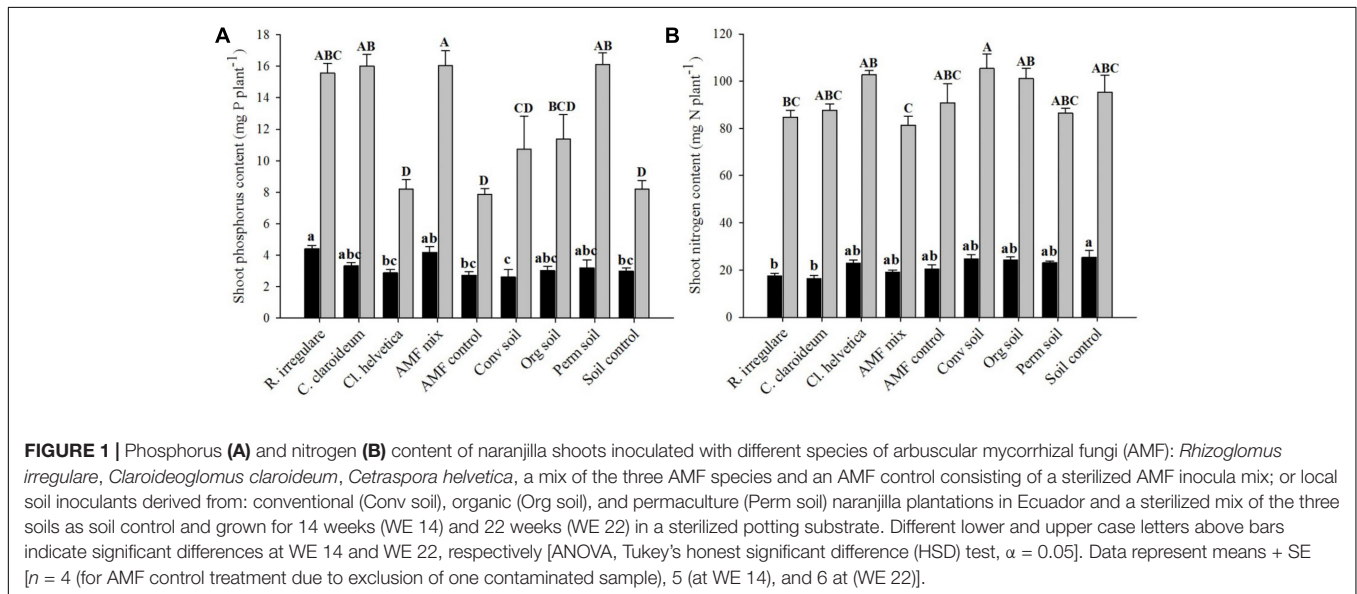 A
Shoot phosphorus content (mg P plant⁻¹)
18
16
14
12
10
8
6
4
2
0
a ABC
abc AB
bc D
ab A
bc D
c CD
abc BCD
abc AB
bc D
R. irregulare
C. claroideum
Cl. helvetica
AMF mix
AMF control
Conv soil
Org soil
Perm soil
Soil control
B
Shoot nitrogen content (mg N plant⁻¹)
120
100
80
60
40
20
0
b BC
b ABC
ab AB
ab C
ab ABC
ab A
ab AB
ab ABC
a ABC
R. irregulare
C. claroideum
Cl. helvetica
AMF mix
AMF control
Conv soil
Org soil
Perm soil
Soil control
FIGURE 1 | Phosphorus (A) and nitrogen (B) content of naranjilla shoots inoculated with different species of arbuscular mycorrhizal fungi (AMF): Rhizoglomus
irregulare, Claroideoglomus claroideum, Cetraspora helvetica, a mix of the three AMF species and an AMF control consisting of a sterilized AMF inocula mix; or local
soil inoculants derived from: conventional (Conv soil), organic (Org soil), and permaculture (Perm soil) naranjilla plantations in Ecuador and a sterilized mix of the three
soils as soil control and grown for 14 weeks (WE 14) and 22 weeks (WE 22) in a sterilized potting substrate. Different lower and upper case letters above bars
indicate significant differences at WE 14 and WE 22, respectively [ANOVA, Tukey's honest significant difference (HSD) test, α = 0.05]. Data represent means + SE
[n = 4 (for AMF control treatment due to exclusion of one contaminated sample), 5 (at WE 14), and 6 at (WE 22)].